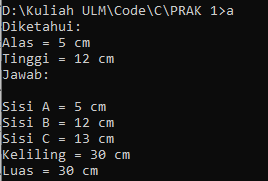 D:\Kuliah ULM\Code\C\PRAK 1>a
Diketahui:
Alas = 5 cm
Tinggi = 12 cm
Jawab:
Sisi A = 5 cm
Sisi B = 12 cm
Sisi C = 13 cm
Keliling = 30 cm
Luas = 30 cm